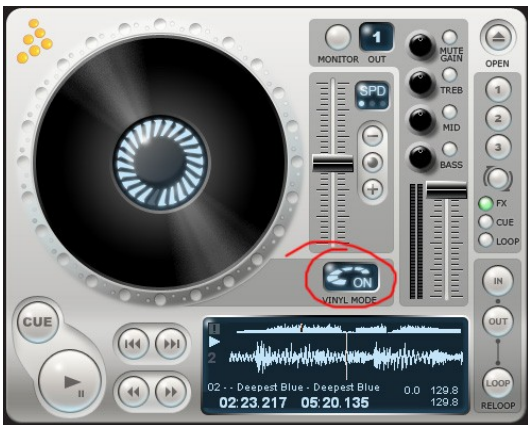 1
MONITOR OUT
MUTE
GAIN
OPEN
SPD
TREB
1
2
MID
3
BASS
FX
CUE
LOOP
ON
VINYL MODE
IN
CUE
OUT
1
2
02 - - Deepest Blue - Deepest Blue 0.0 129.8
02:23.217 05:20.135 129.8
LOOP
RELOOP